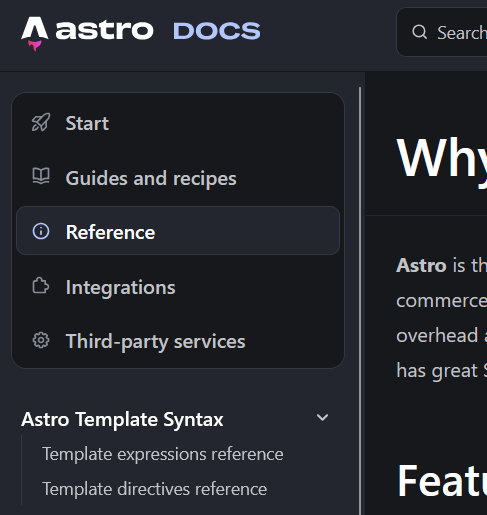 astro DOCS
Search
Start
Guides and recipes
Reference
Integrations
Third-party services
Astro Template Syntax
Template expressions reference
Template directives reference
Why
Astro is th
commerce
overhead a
has great S
Featu